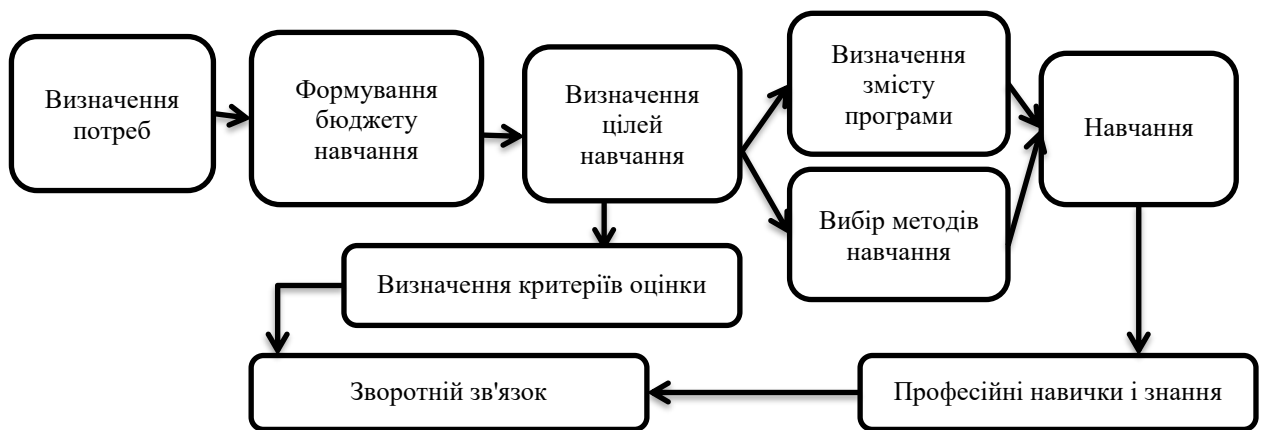 Визначення
потреб
Формування
бюджету
навчання
Визначення
цілей
навчання
Визначення
змісту
програми
Вибір методів
навчання
Навчання
Визначення критеріїв оцінки
Зворотній зв'язок
Професійні навички і знання